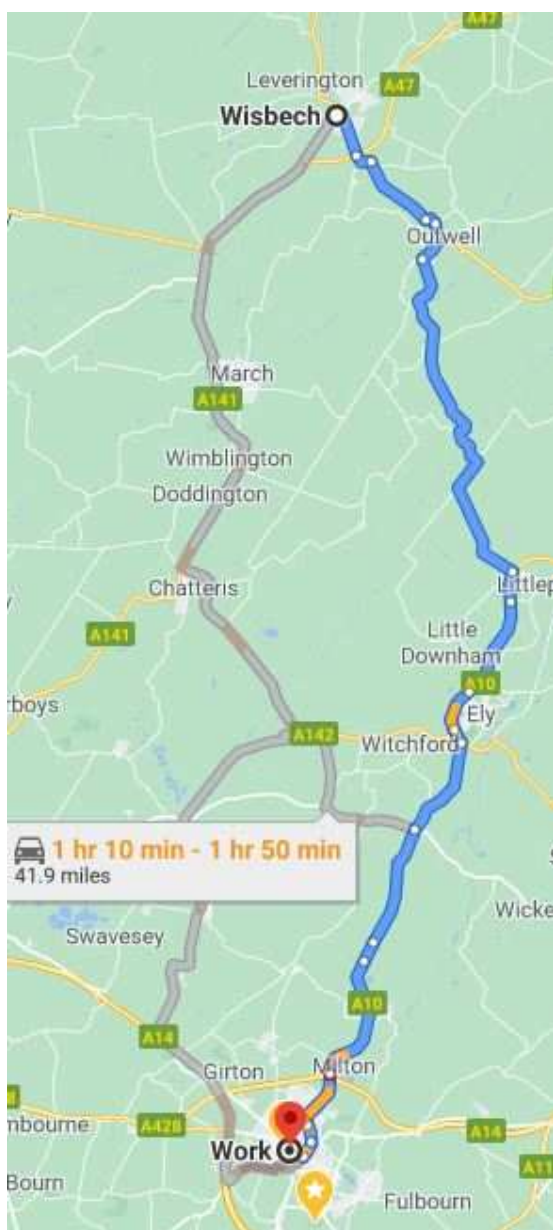 A47
Leverington
A47
Wisbech
Outwell
March
A141
Wimblington
Doddington
Chatteris
Littlep
A141
Little
Downham
A10
rboys
Ely
A142
Witchford
1 hr 10 min - 1 hr 50 min
41.9 miles
Wicke
Swavesey
A10
A14
Girton
Milton
mbourne
A428
A14
Work
A11
Bourn
Fulbourn